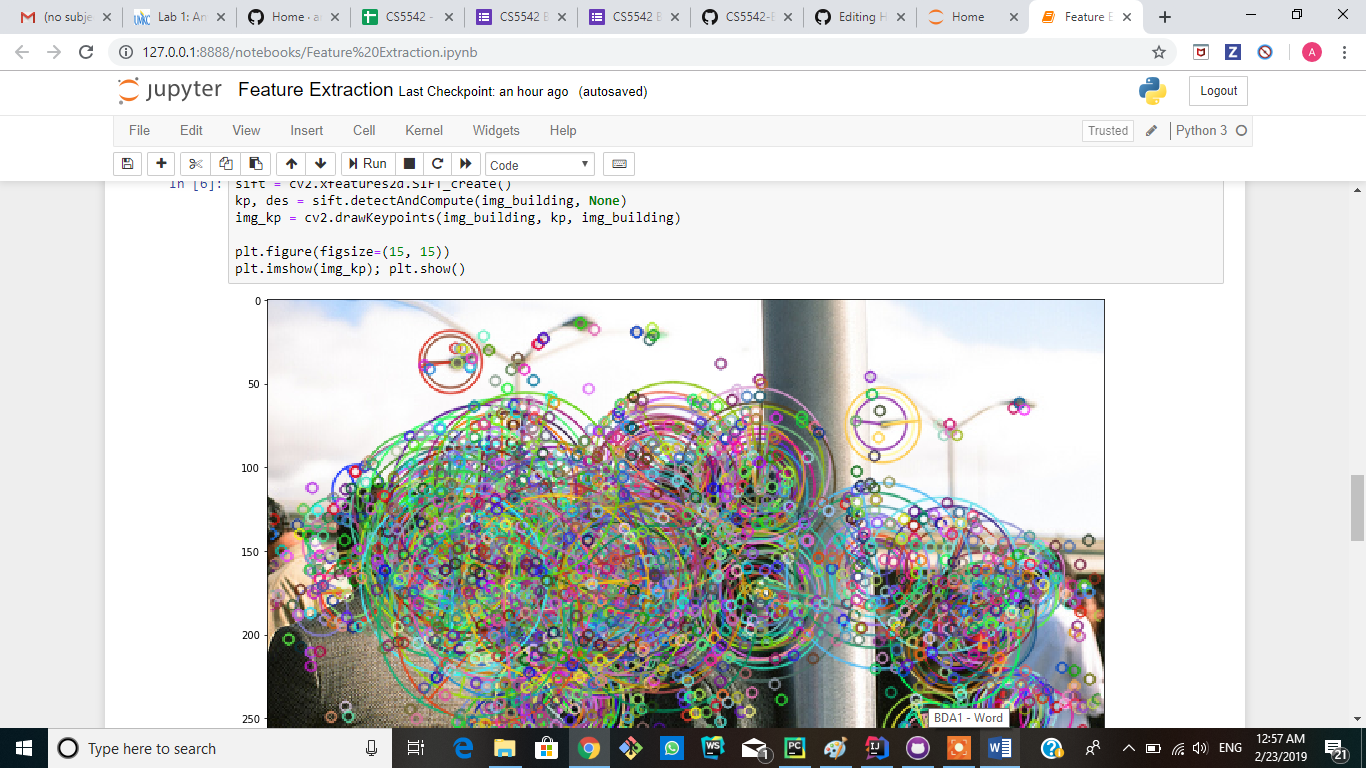 (no subje
Lab 1: An
Home · a
CS5542 -
CS5542 B
CS5542 B
CS5542-B
Editing H
Home
Feature E
127.0.0.1:8888/notebooks/Feature%20Extraction.ipynb
A
jupyter Feature Extraction Last Checkpoint: an hour ago (autosaved)
Logout
File Edit View Insert Cell Kernel Widgets Help
Trusted
Python 3
Run
Code
In [6]: sift = cv2.xfeatures2d.SIFT_create()
kp, des = sift.detectAndCompute(img_building, None)
img_kp = cv2.drawKeypoints(img_building, kp, img_building)
plt.figure(figsize=(15, 15))
plt.imshow(img_kp); plt.show()
0
50
100
150
200
250
BDA1 - Word
Type here to search
ENG
12:57 AM
2/23/2019
21